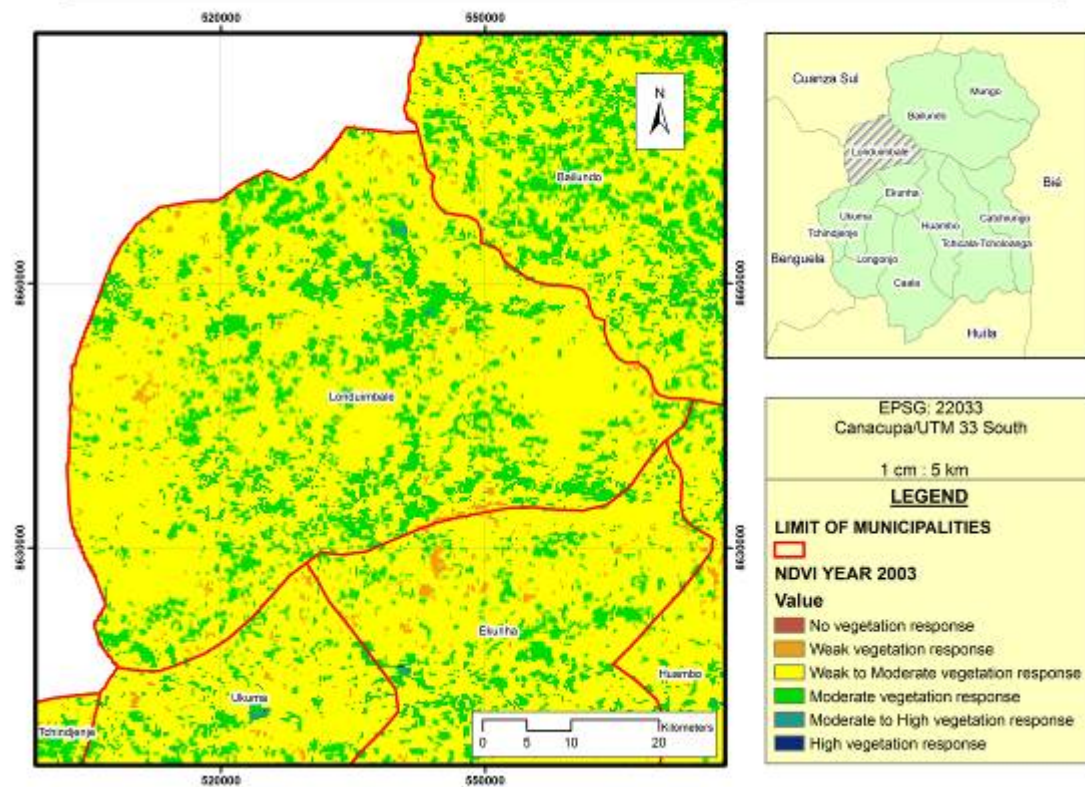 520000 550000
N
Bailundo
8660000 8660000
Londuimbale
8630000 8630000
Ekunha
Huambo
Ukuma
Tchindjenje
Kilometers
0 5 10 20
520000 550000
Cuanza Sul
Mungo
Bailundo
Londuimbale
Bié
Ekunha
Ukuma
Huambo
Tchindjenje
Tchicala-Tcholoanga
Benguela
Longonjo
Caala
Huila
EPSG: 22033
Canacupa/UTM 33 South
1 cm : 5 km
LEGEND
LIMIT OF MUNICIPALITIES
NDVI YEAR 2003
Value
No vegetation response
Weak vegetation response
Weak to Moderate vegetation response
Moderate vegetation response
Moderate to High vegetation response
High vegetation response